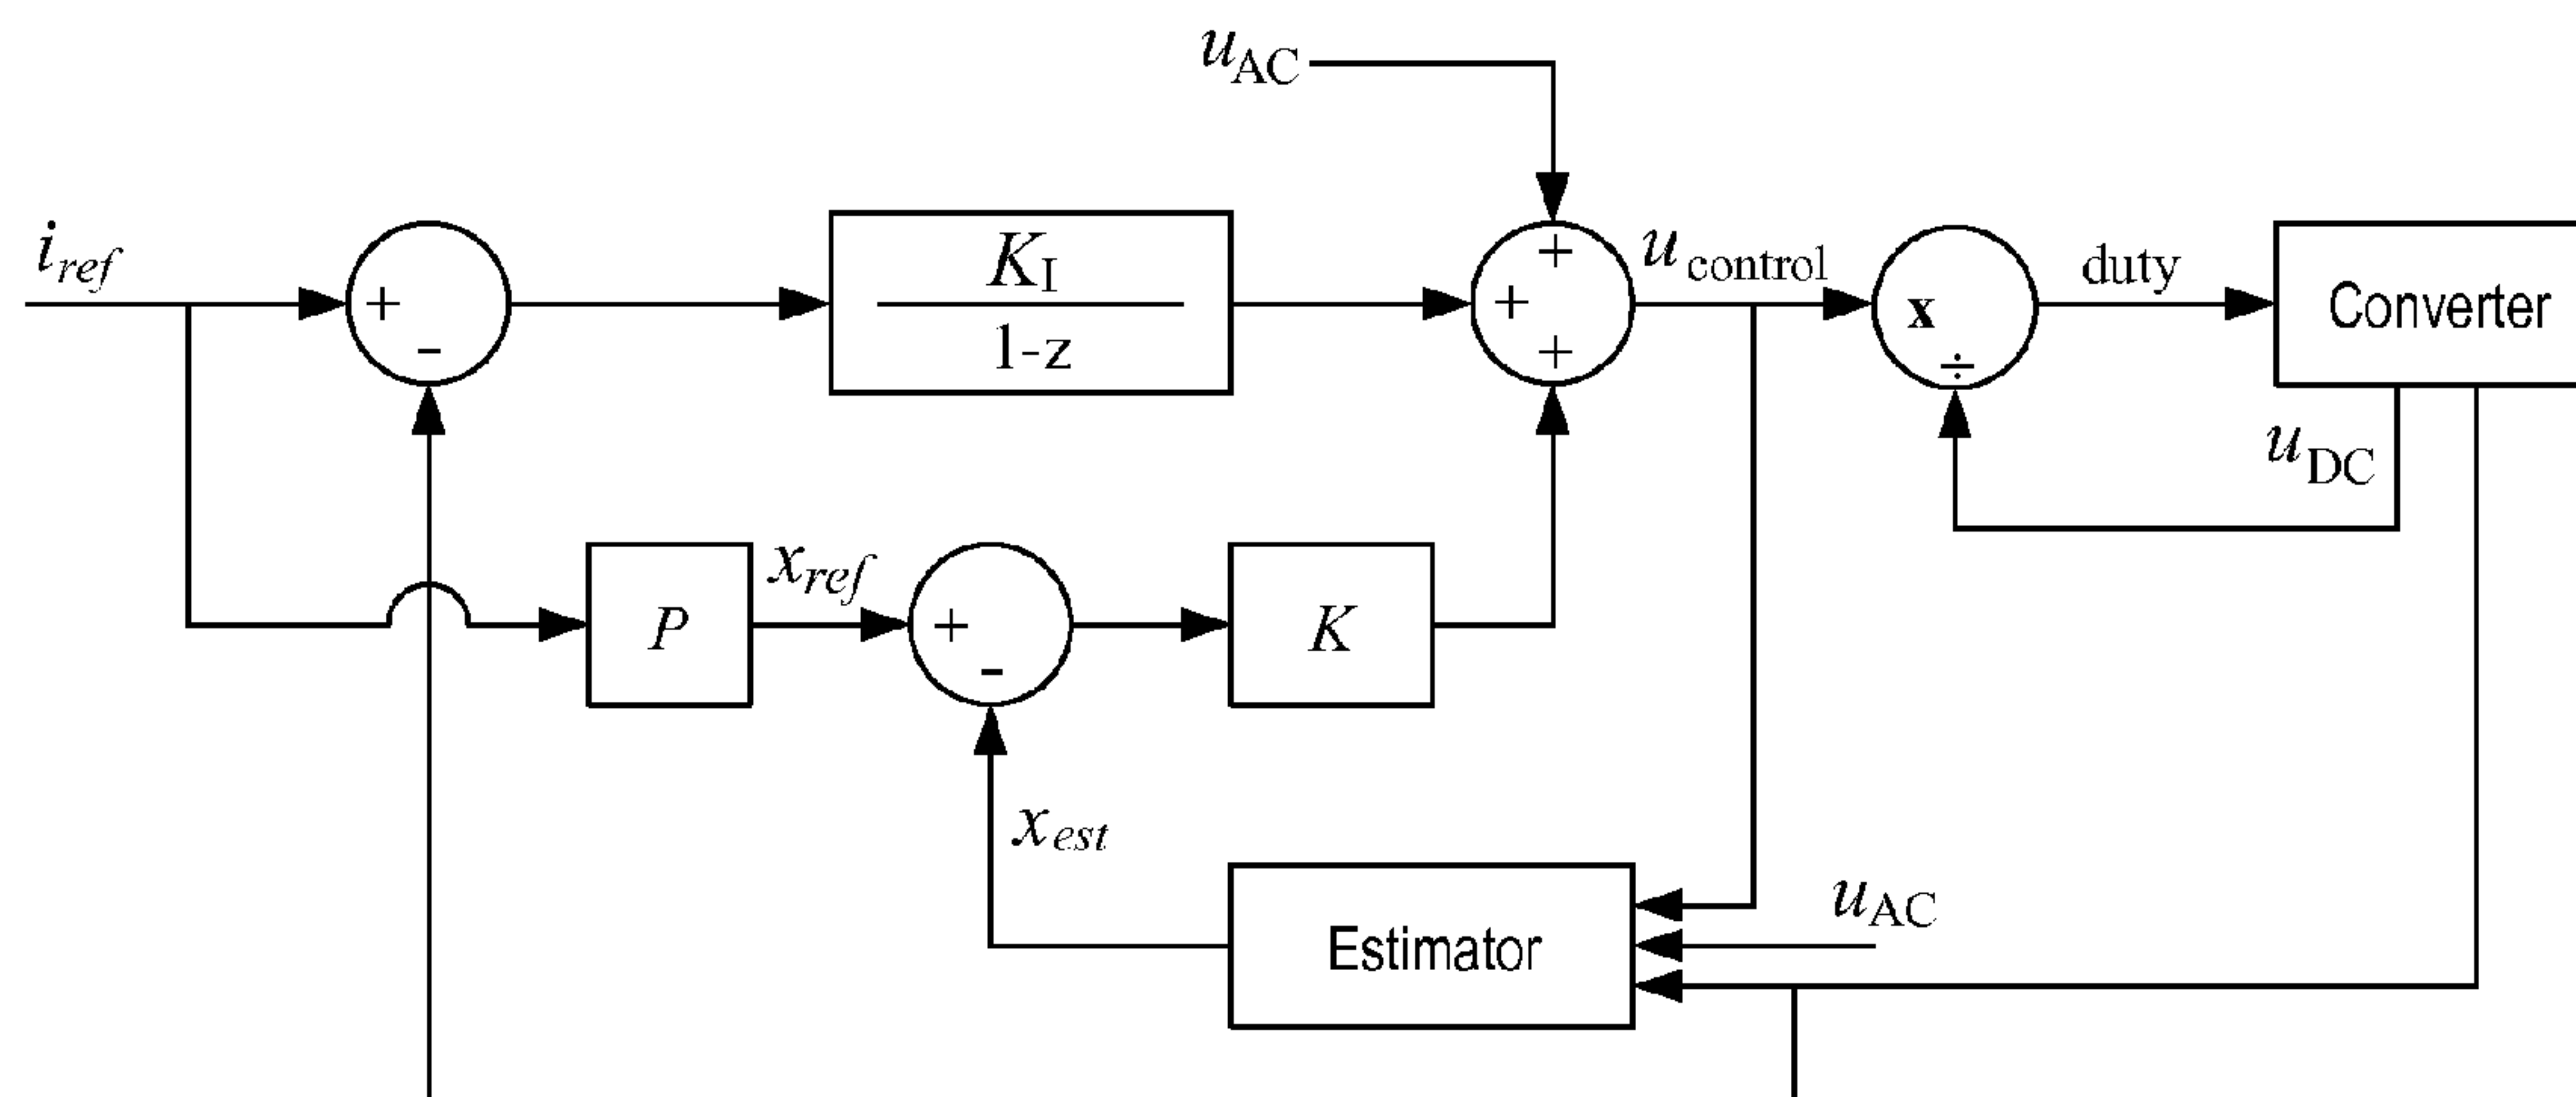 u_AC
i_ref
+
-
K_I
1-z
+
+
+
u_control
x
÷
duty
Converter
u_DC
P
x_ref
+
-
K
x_est
Estimator
u_AC